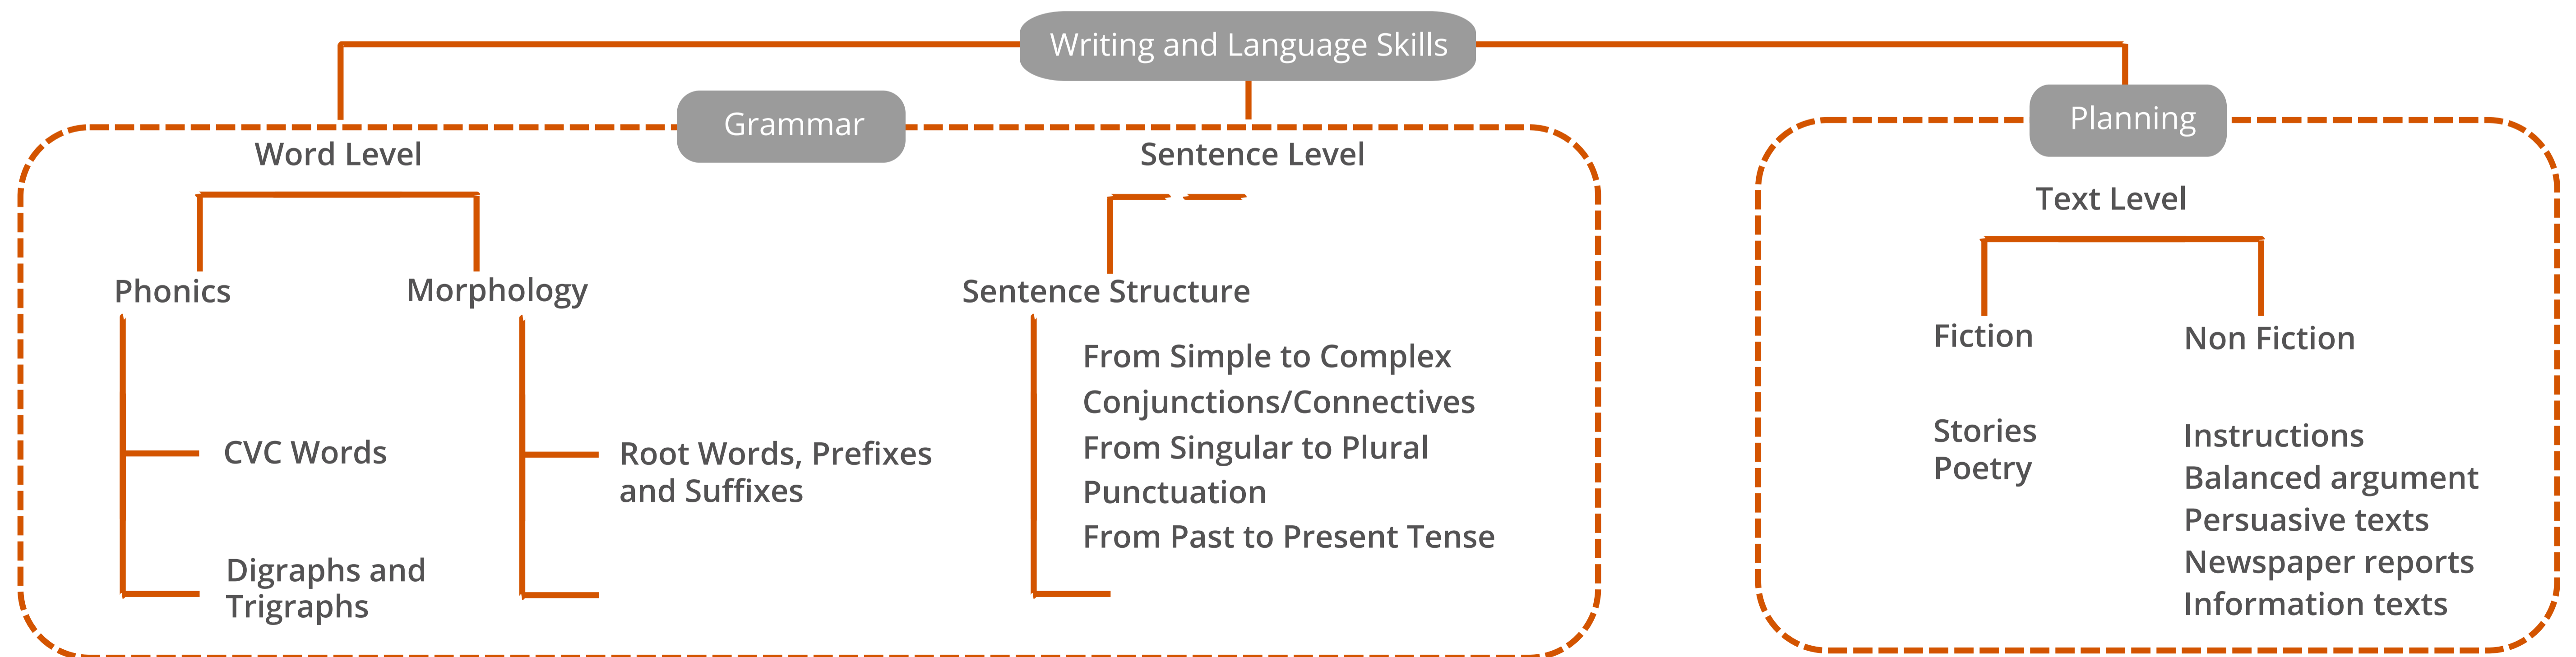 Writing and Language Skills
Grammar
Word Level
Phonics
CVC Words
Digraphs and
Trigraphs
Morphology
Root Words, Prefixes
and Suffixes
Sentence Level
Sentence Structure
From Simple to Complex
Conjunctions/Connectives
From Singular to Plural
Punctuation
From Past to Present Tense
Planning
Text Level
Fiction
Stories
Poetry
Non Fiction
Instructions
Balanced argument
Persuasive texts
Newspaper reports
Information texts